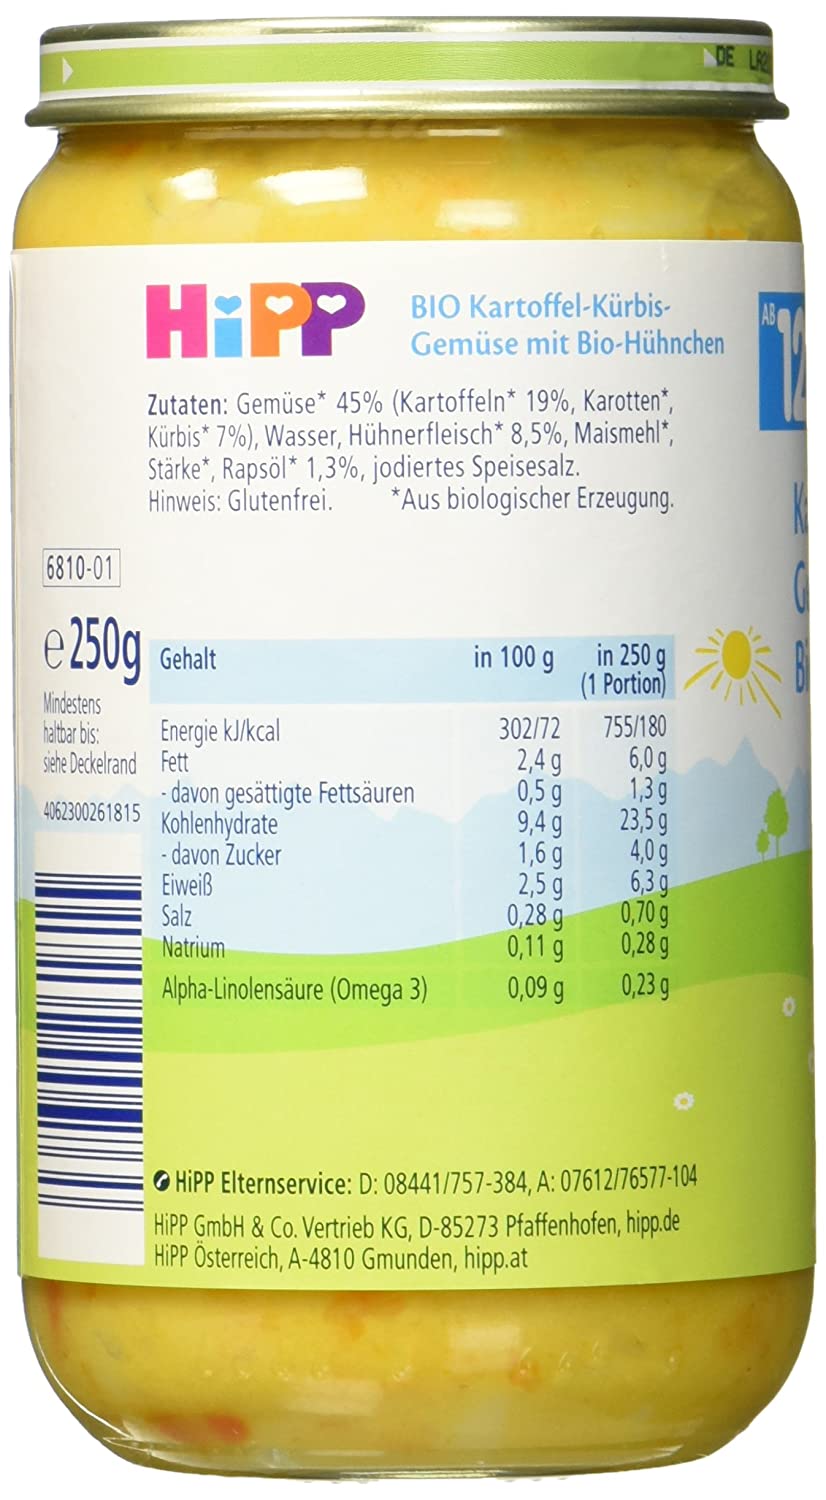 DE
HiPP
BIO Kartoffel-Kürbis-
Gemüse mit Bio-Hühnchen
AB
12
Zutaten: Gemüse* 45% (Kartoffeln* 19%, Karotten*,
Kürbis* 7%), Wasser, Hühnerfleisch* 8,5%, Maismehl*,
Stärke*, Rapsöl* 1,3%, jodiertes Speisesalz.
Hinweis: Glutenfrei. *Aus biologischer Erzeugung.
6810-01
e 250g
Mindestens
haltbar bis:
siehe Deckelrand
4062300261815
Gehalt in 100 g in 250 g
(1 Portion)
Energie kJ/kcal 302/72 755/180
Fett 2,4 g 6,0 g
- davon gesättigte Fettsäuren 0,5 g 1,3 g
Kohlenhydrate 9,4 g 23,5 g
- davon Zucker 1,6 g 4,0 g
Eiweiß 2,5 g 6,3 g
Salz 0,28 g 0,70 g
Natrium 0,11 g 0,28 g
Alpha-Linolensäure (Omega 3) 0,09 g 0,23 g
HiPP Elternservice: D: 08441/757-384, A: 07612/76577-104
HiPP GmbH & Co. Vertrieb KG, D-85273 Pfaffenhofen, hipp.de
HiPP Österreich, A-4810 Gmunden, hipp.at